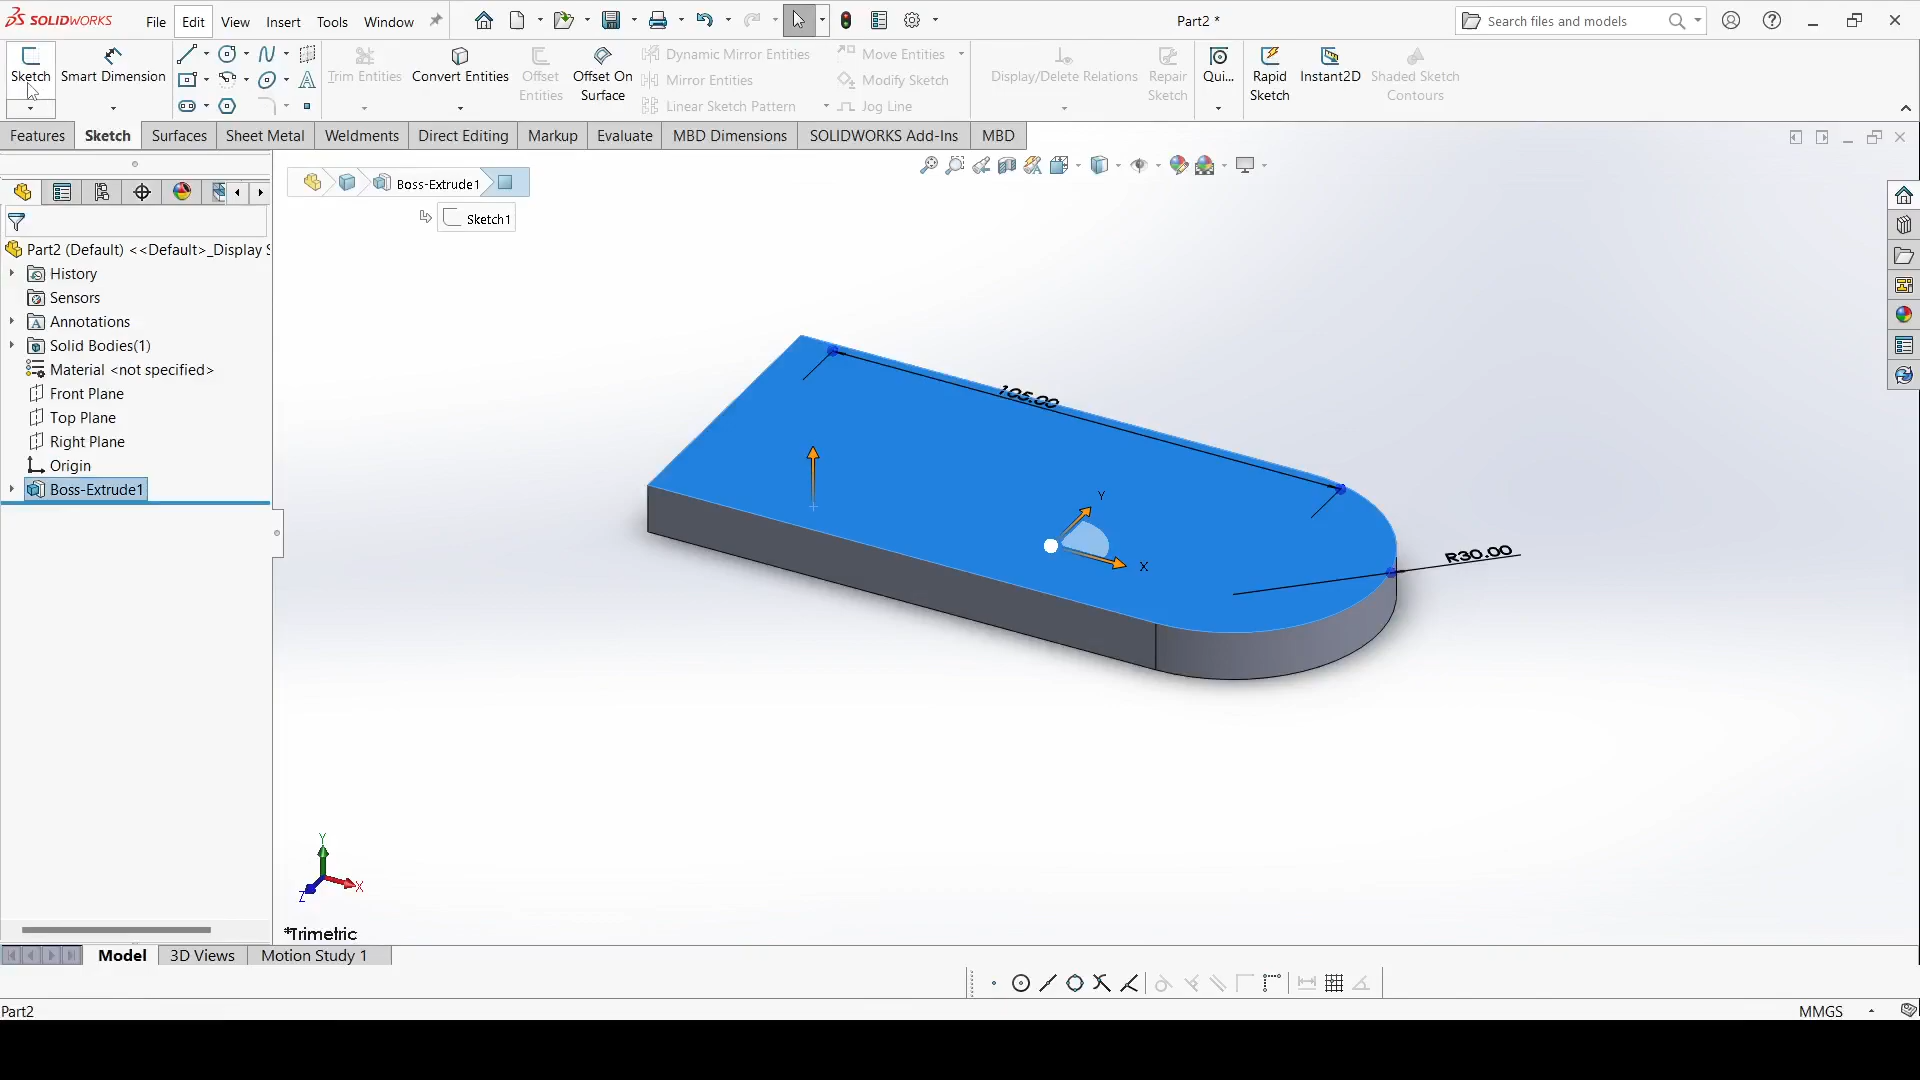 SOLIDWORKS
File Edit View Insert Tools Window
Part2 *
Search files and models
Sketch
Smart Dimension
Trim Entities
Convert Entities
Offset Entities
Offset On Surface
Dynamic Mirror Entities
Mirror Entities
Linear Sketch Pattern
Move Entities
Modify Sketch
Jog Line
Display/Delete Relations
Repair Sketch
Qui...
Rapid Sketch
Instant2D
Shaded Sketch Contours
Features Sketch Surfaces Sheet Metal Weldments Direct Editing Markup Evaluate MBD Dimensions SOLIDWORKS Add-Ins MBD
Boss-Extrude1
Sketch1
Part2 (Default) <<Default>_Display S
History
Sensors
Annotations
Solid Bodies(1)
Material <not specified>
Front Plane
Top Plane
Right Plane
Origin
Boss-Extrude1
105.00
Y
X
R30.00
Y
X
Z
*Trimetric
Model 3D Views Motion Study 1
Part2
MMGS